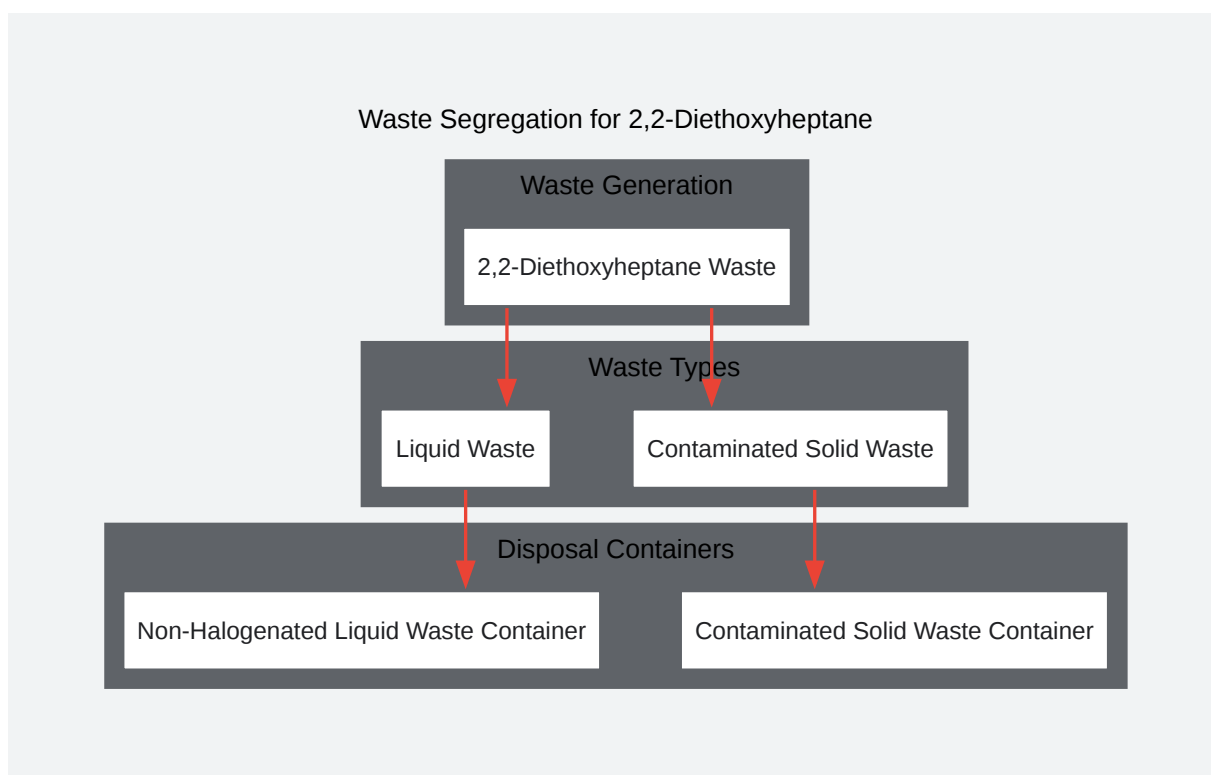 Waste Segregation for 2,2-Diethoxyheptane
Waste Generation
2,2-Diethoxyheptane Waste
Waste Types
Liquid Waste
Contaminated Solid Waste
Disposal Containers
Non-Halogenated Liquid Waste Container
Contaminated Solid Waste Container